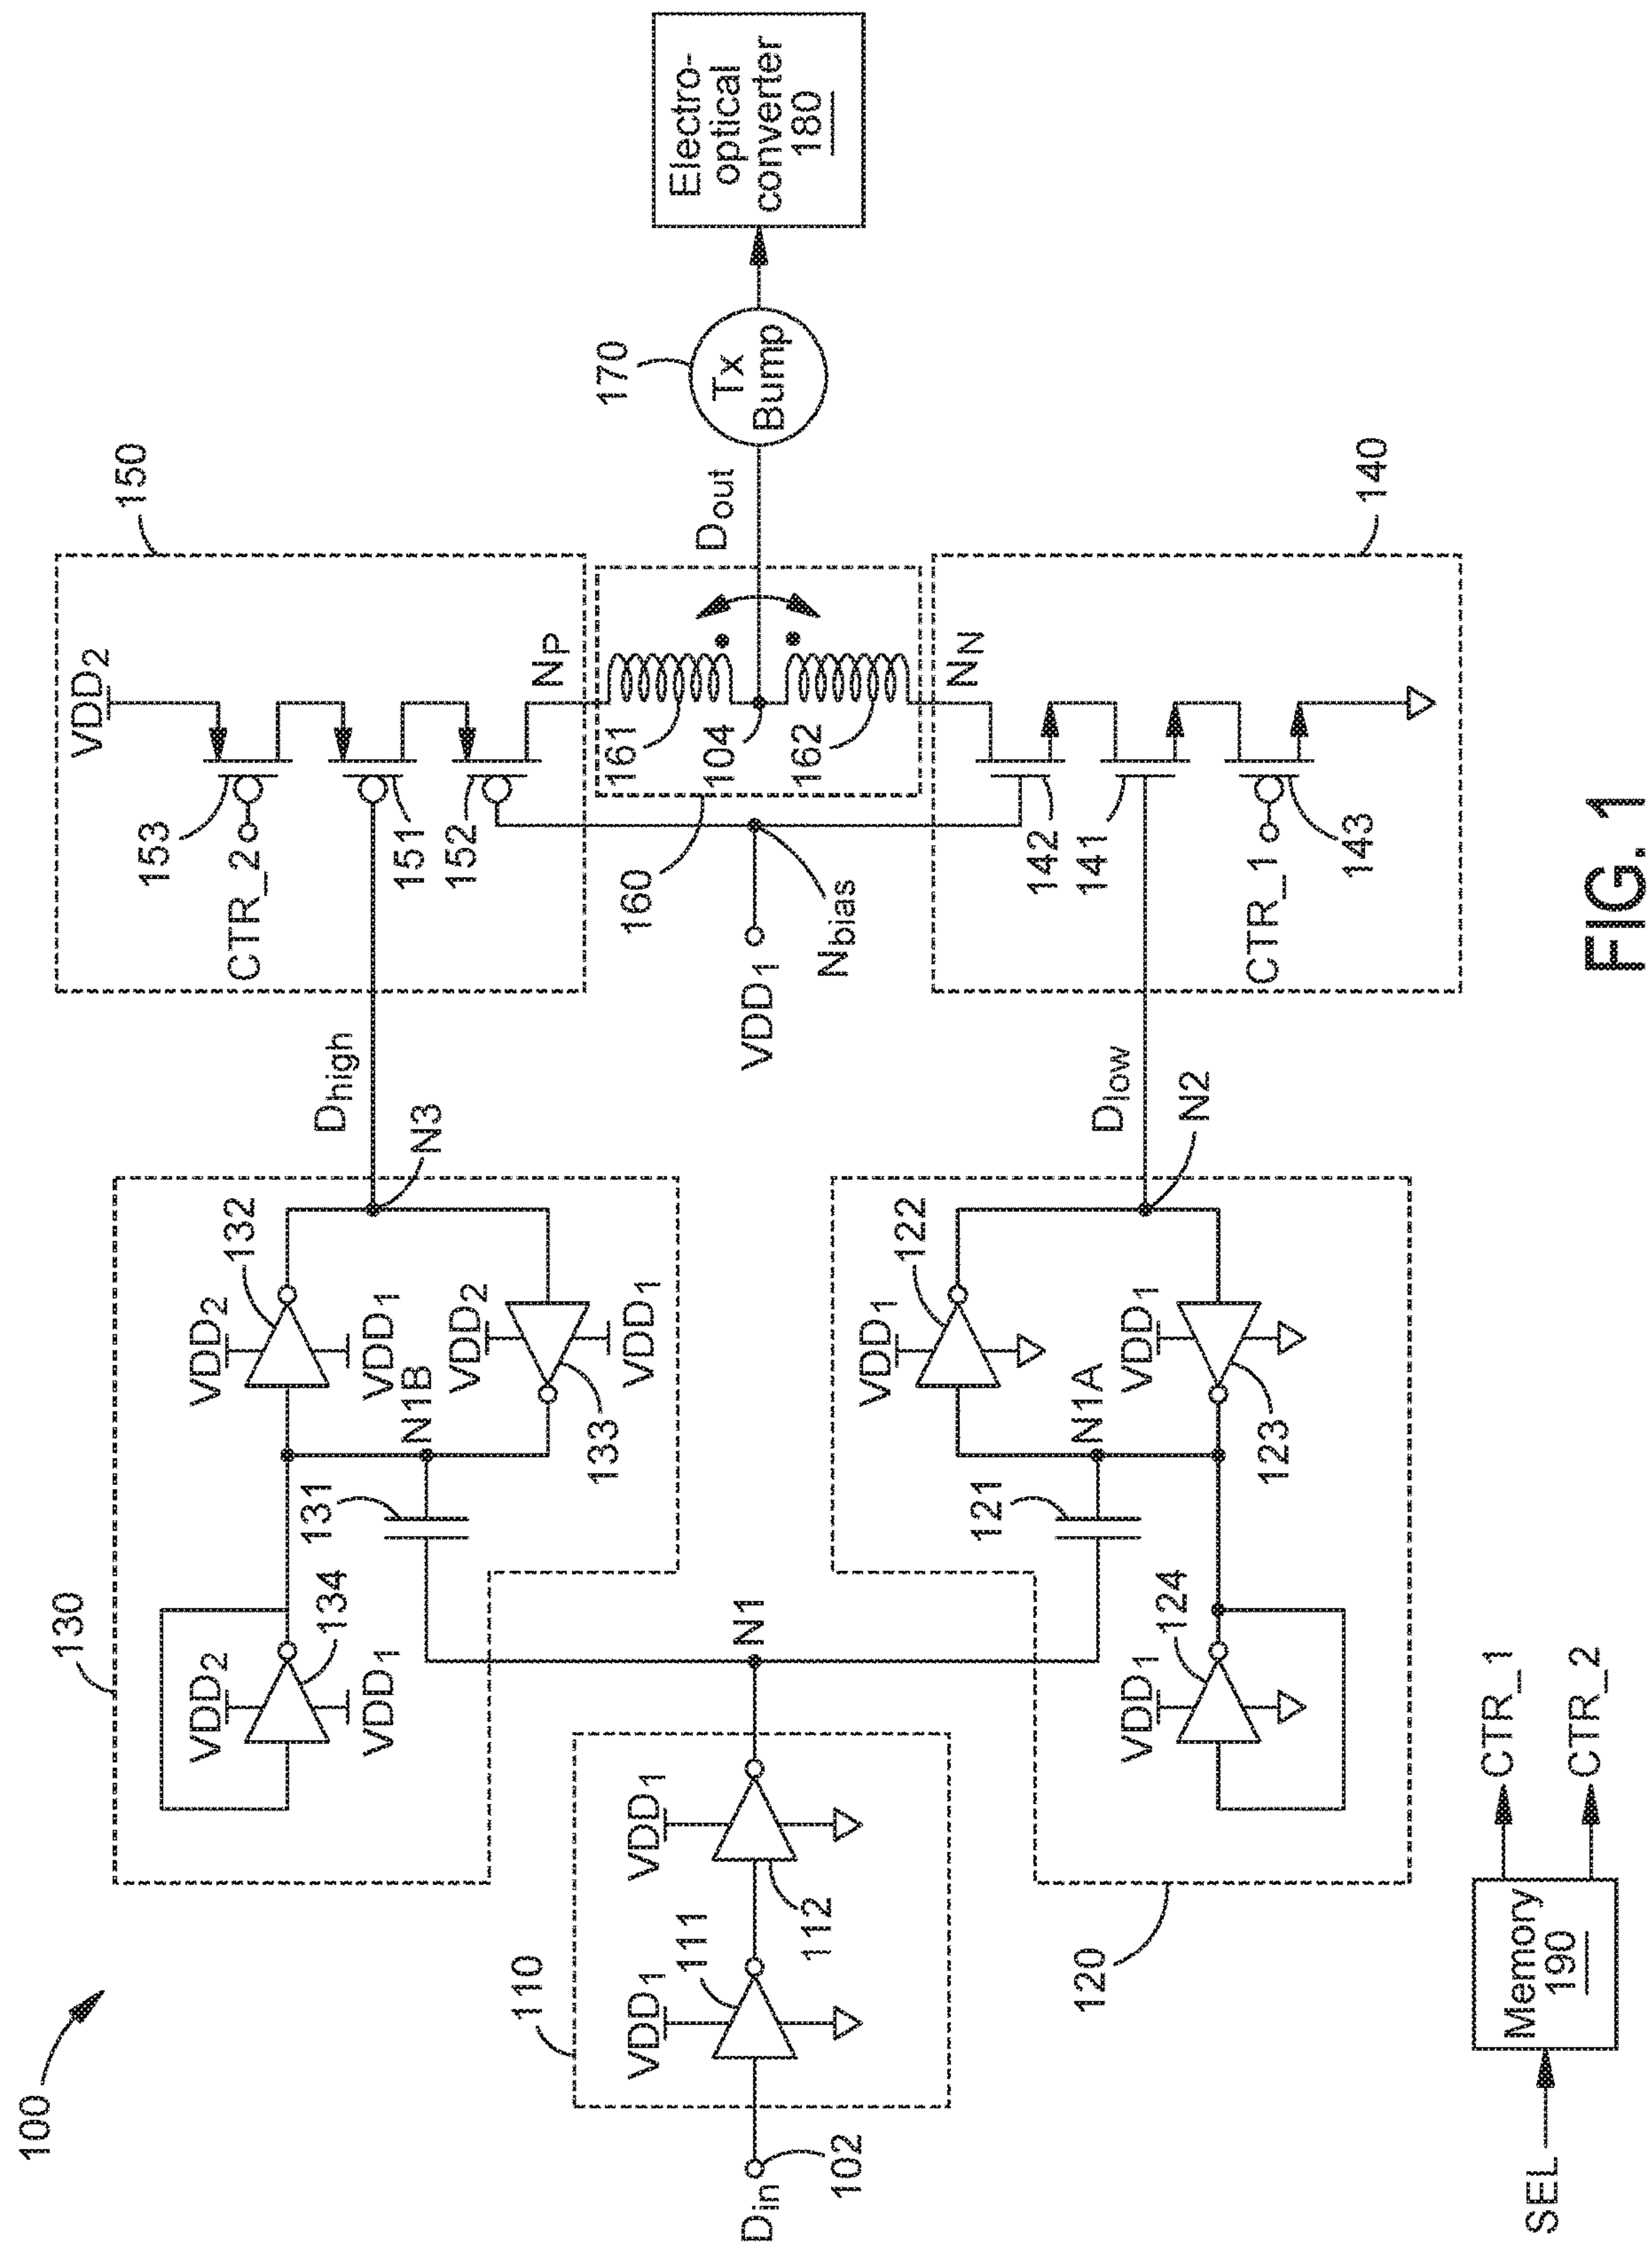 100
Din
102
110
VDD1
111
VDD1
112
N1
130
VDD2
134
VDD1
131
N1B
VDD2
132
VDD1
VDD2
133
VDD1
N3
Dhigh
120
VDD1
124
121
N1A
VDD1
122
VDD1
123
N2
Dlow
150
VDD2
153
CTR_2
151
152
NP
VDD1
Nbias
160
161
104
162
Dout
170
Tx
Bump
Electro-
optical
converter
180
140
NN
142
141
CTR_1
143
SEL
Memory
190
CTR_1
CTR_2
FIG. 1